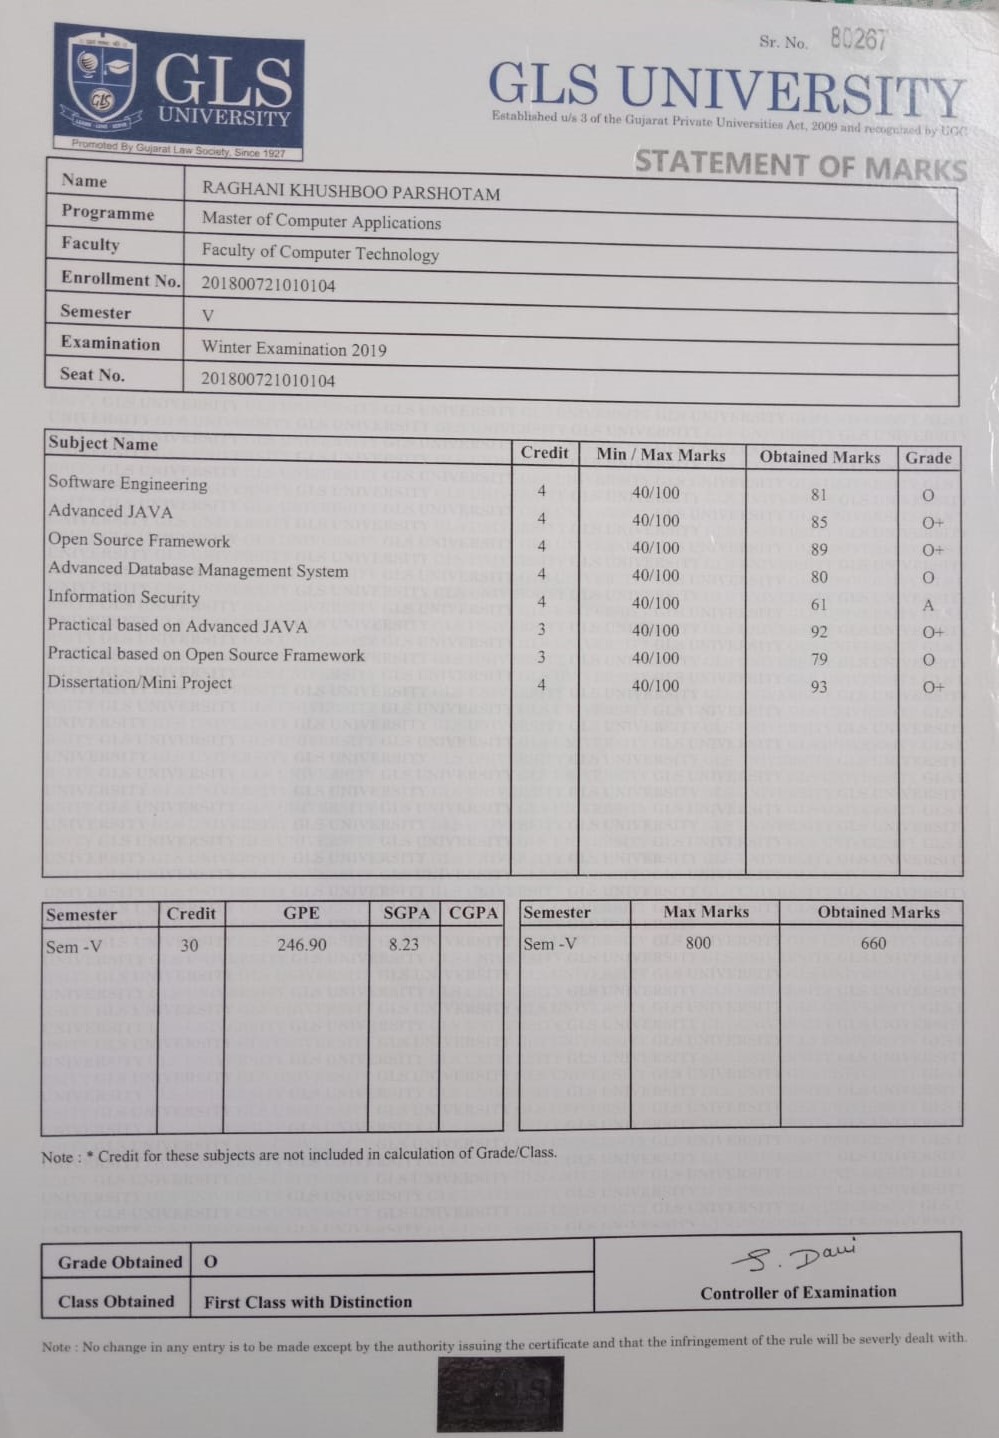 Sr. No. 80267
GLS
UNIVERSITY
Promoted By Gujarat Law Society, Since 1927
GLS UNIVERSITY
Established u/s 3 of the Gujarat Private Universities Act, 2009 and recognized by UGC
STATEMENT OF MARKS
Name RAGHANI KHUSHBOO PARSHOTAM
Programme Master of Computer Applications
Faculty Faculty of Computer Technology
Enrollment No. 201800721010104
Semester V
Examination Winter Examination 2019
Seat No. 201800721010104
Subject Name Credit Min / Max Marks Obtained Marks Grade
Software Engineering 4 40/100 81 O
Advanced JAVA 4 40/100 85 O+
Open Source Framework 4 40/100 89 O+
Advanced Database Management System 4 40/100 80 O
Information Security 4 40/100 61 A
Practical based on Advanced JAVA 3 40/100 92 O+
Practical based on Open Source Framework 3 40/100 79 O
Dissertation/Mini Project 4 40/100 93 O+
Semester Credit GPE SGPA CGPA Semester Max Marks Obtained Marks
Sem -V 30 246.90 8.23 Sem -V 800 660
Note : * Credit for these subjects are not included in calculation of Grade/Class.
Grade Obtained O
Class Obtained First Class with Distinction
Controller of Examination
Note : No change in any entry is to be made except by the authority issuing the certificate and that the infringement of the rule will be severly dealt with.
GLS